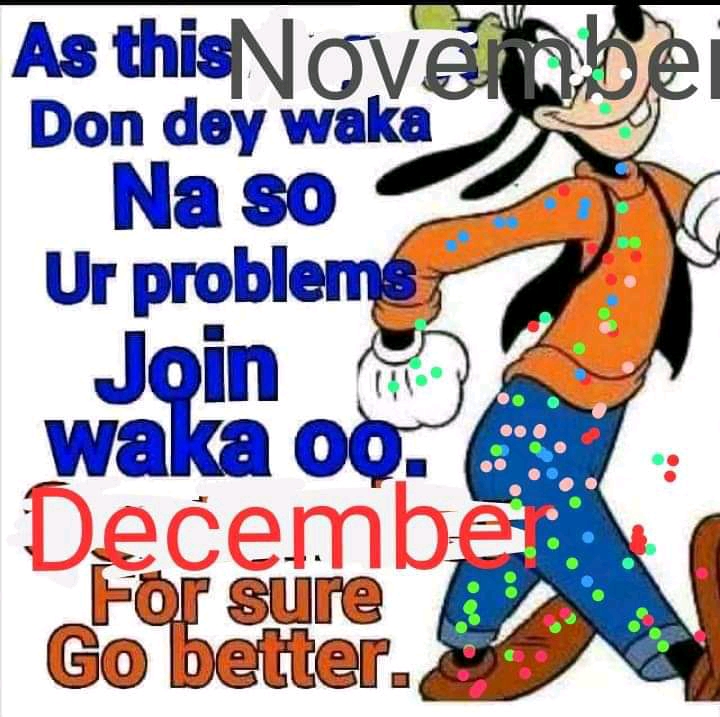 As this November
Don dey waka
Na so
Ur problems
Join
waka oo.
December
For sure
Go better.